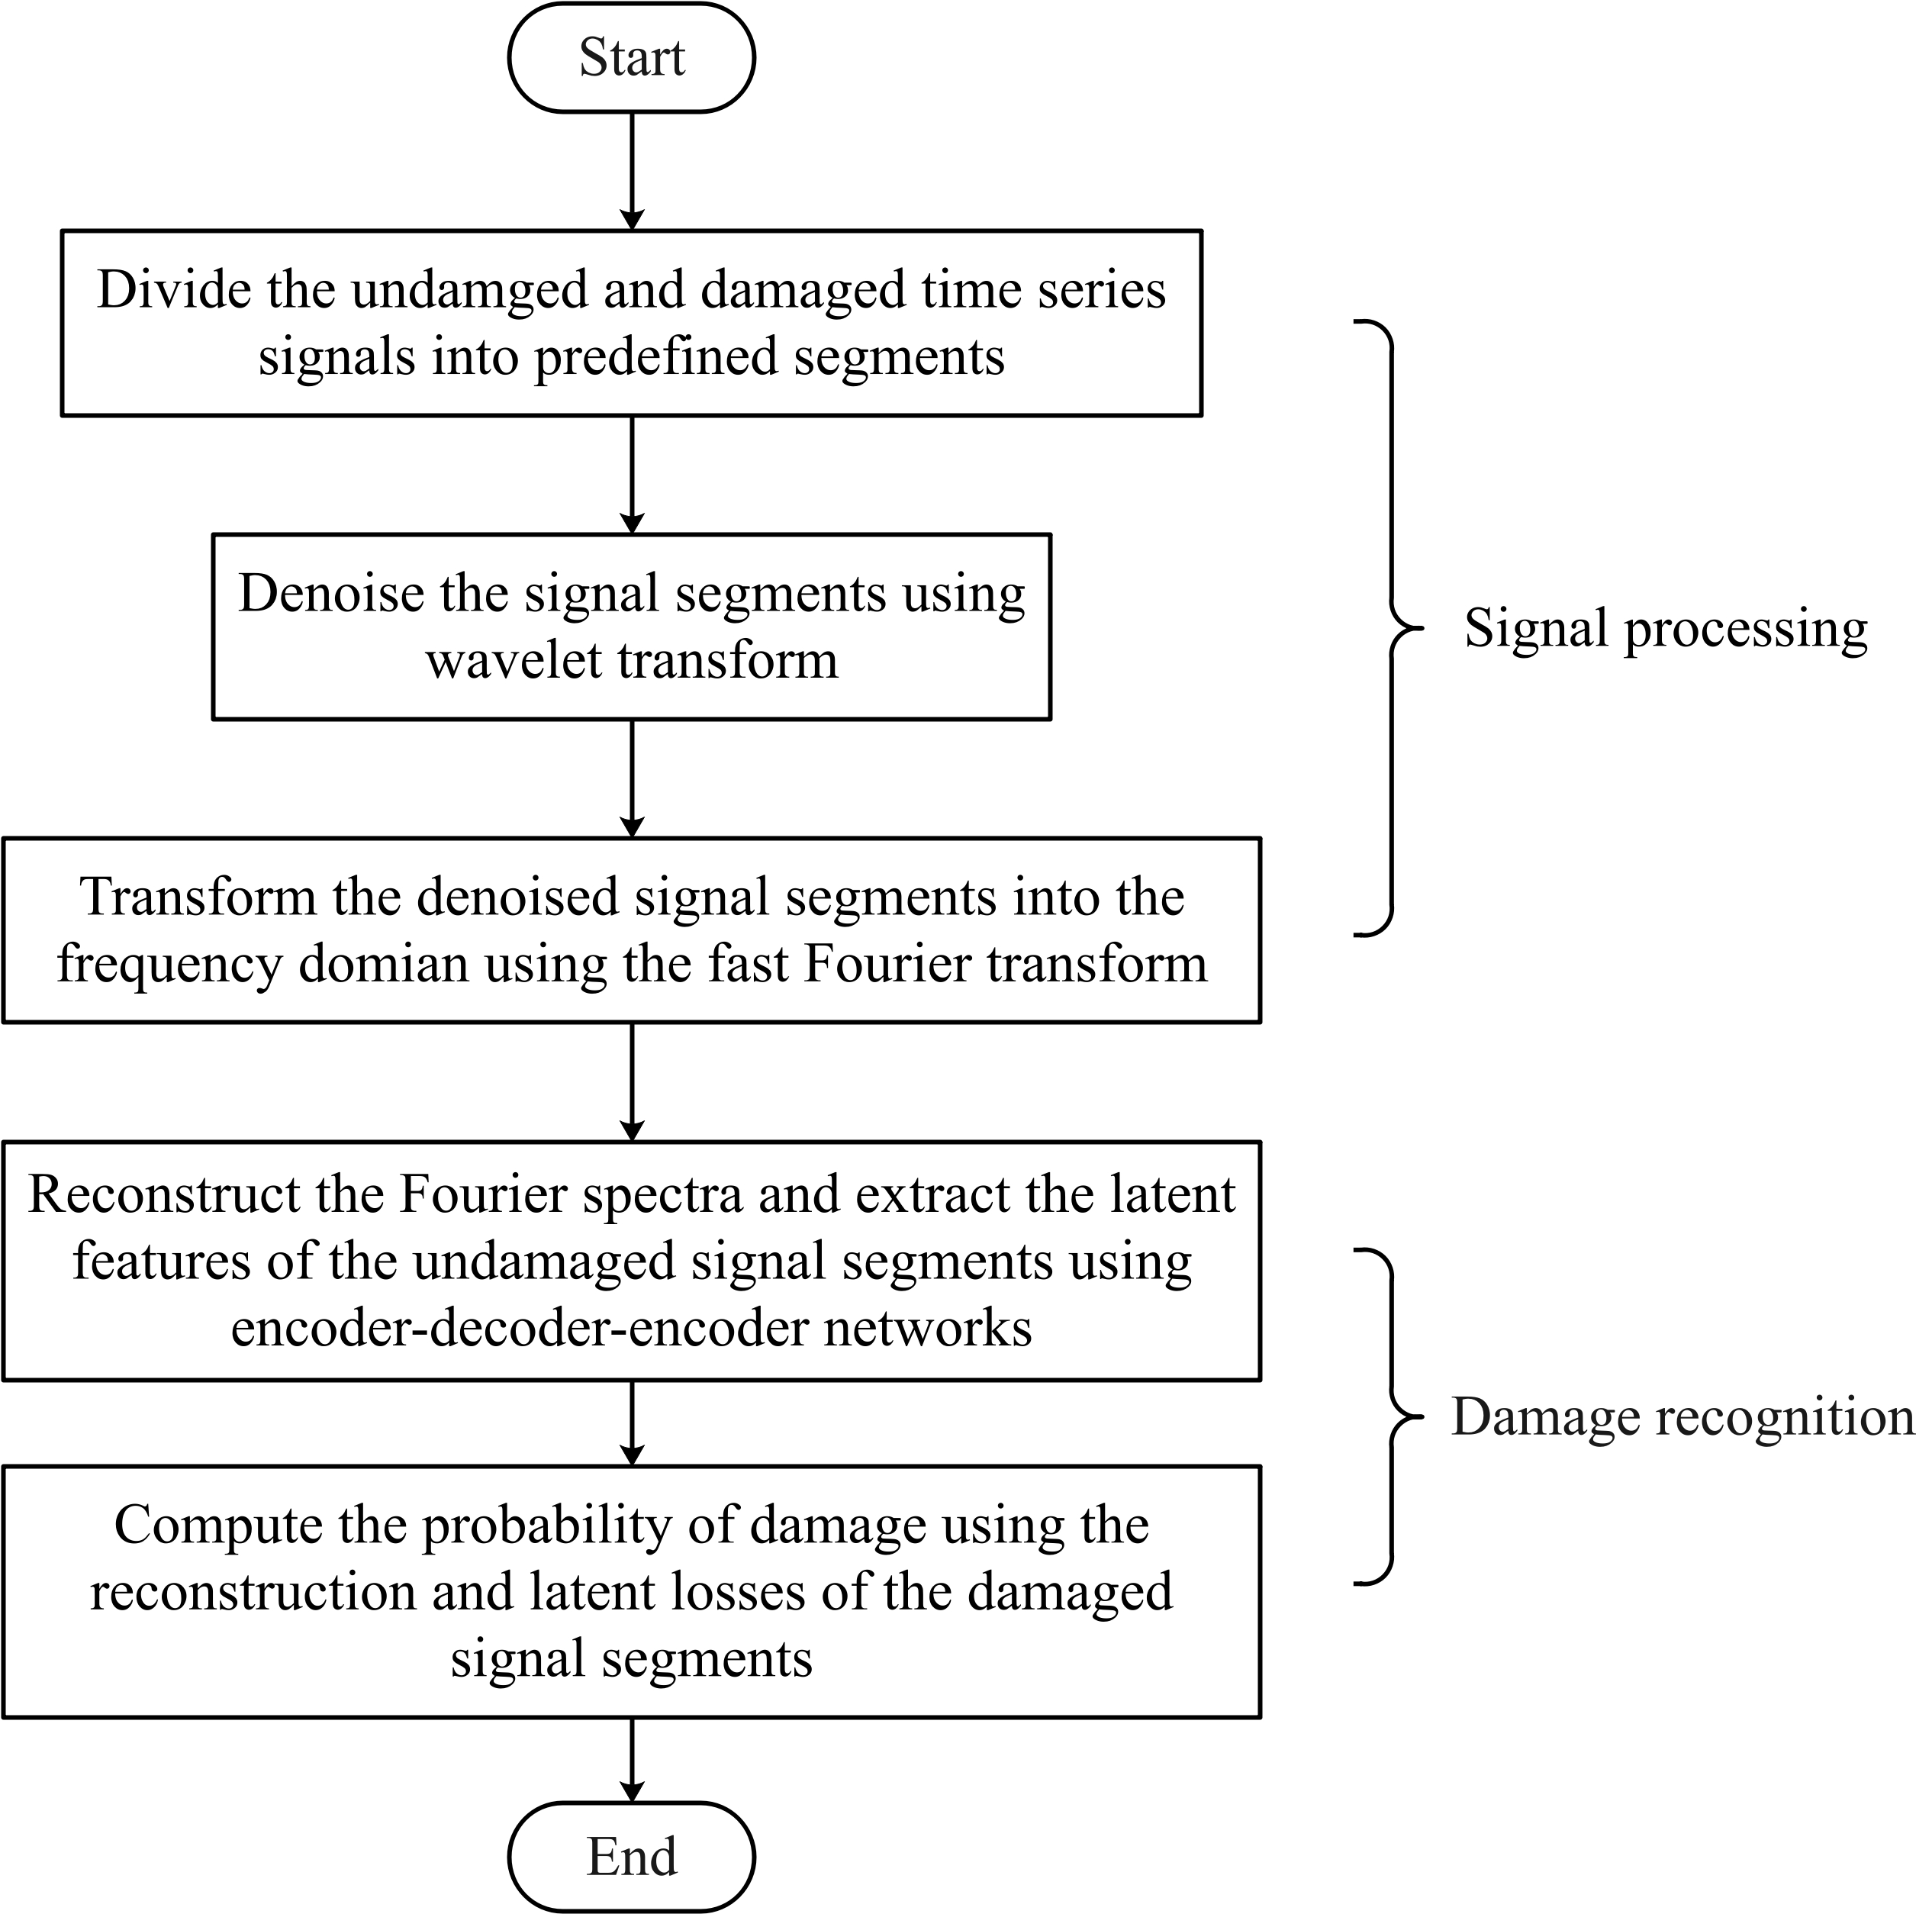 Start
Divide the undamged and damaged time series
signals into predefined segments
Denoise the signal segments using
wavelet transform
Signal processing
Transform the denoised signal segments into the
frequency domian using the fast Fourier transform
Reconstruct the Fourier spectra and extract the latent
features of the undamaged signal segments using
encoder-decoder-encoder networks
Damage recognition
Compute the probability of damage using the
reconstruction and latent losses of the damaged
signal segments
End